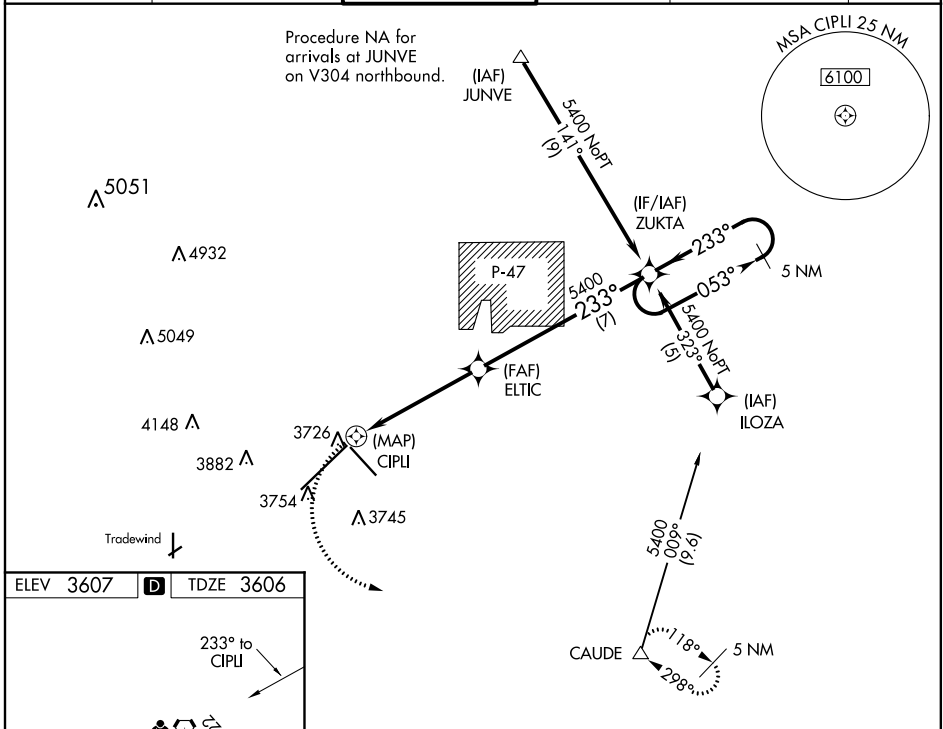 Procedure NA for
arrivals at JUNVE
on V304 northbound.
(IAF)
JUNVE
MSA CIPLI 25 NM
6100
5400 NoPT
141°
(9)
5051
4932
5049
4148
3882
(IF/IAF)
ZUKTA
233°
053°
5 NM
P-47
5400
233°
(7)
5400 NoPT
323°
(5)
(FAF)
ELTIC
(IAF)
ILOZA
3726
(MAP)
CIPLI
3754
3745
Tradewind
5400
009°
(9.6)
CAUDE
118°
298°
5 NM
ELEV 3607
D
TDZE 3606
233° to
CIPLI
22